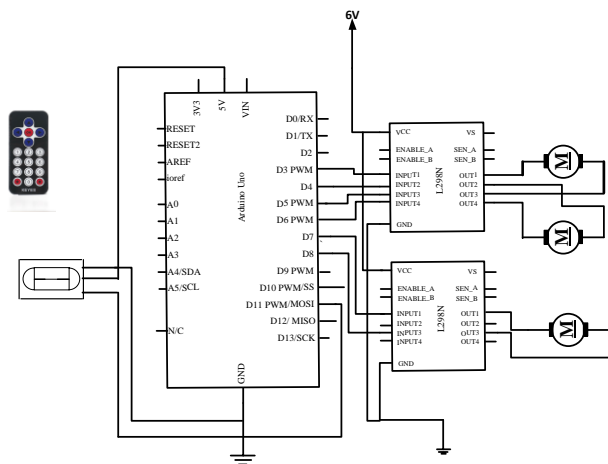 6V
3V3
5V
VIN
RESET
RESET2
AREF
ioref
A0
A1
A2
A3
A4/SDA
A5/SCL
N/C
Arduino Uno
D0/RX
D1/TX
D2
D3 PWM
D4
D5 PWM
D6 PWM
D7
D8
D9 PWM
D10 PWM/SS
D11 PWM/MOSI
D12/ MISO
D13/SCK
GND
VCC
ENABLE_A
ENABLE_B
INPUT1
INPUT2
INPUT3
INPUT4
GND
L298N
VS
SEN_A
SEN_B
OUT1
OUT2
OUT3
OUT4
M
M
VCC
ENABLE_A
ENABLE_B
INPUT1
INPUT2
INPUT3
INPUT4
GND
L298N
VS
SEN_A
SEN_B
OUT1
OUT2
OUT3
OUT4
M